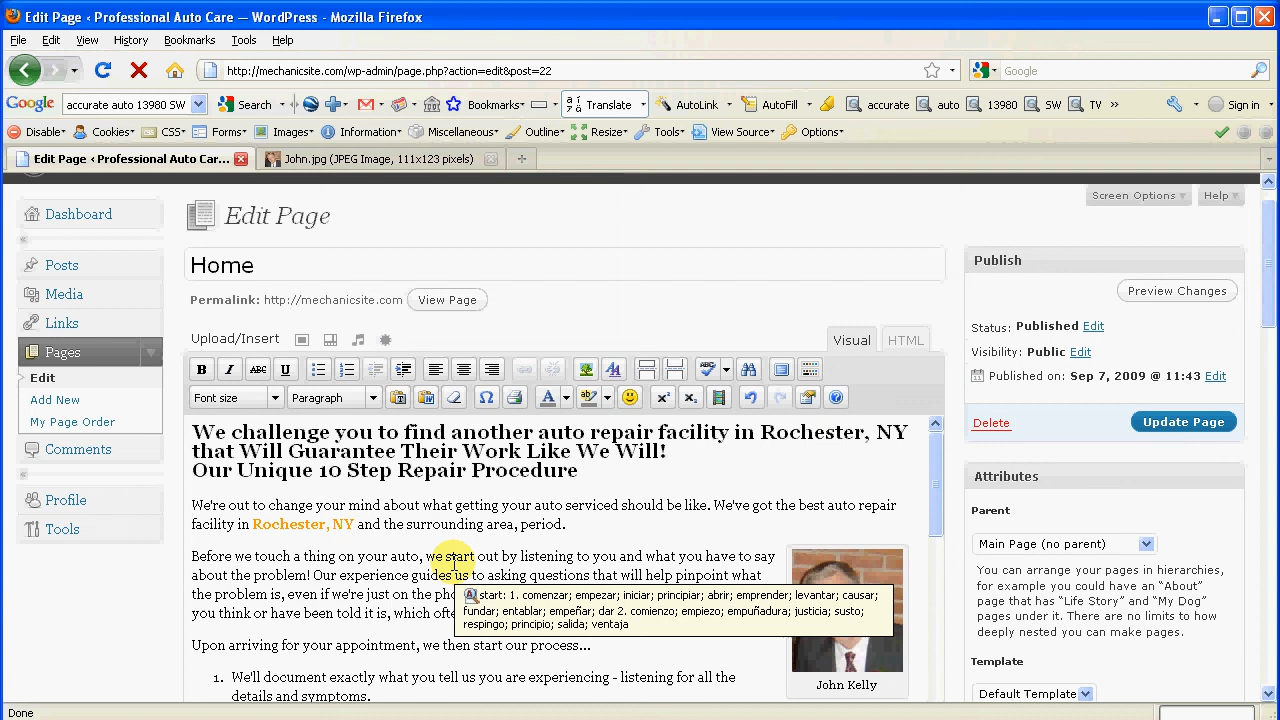 Edit Page ‹ Professional Auto Care — WordPress - Mozilla Firefox
File Edit View History Bookmarks Tools Help
http://mechanicsite.com/wp-admin/page.php?action=edit&post=22 Google
Google accurate auto 13980 SW Search Bookmarks Translate AutoLink AutoFill accurate auto 13980 SW TV » Sign in
Disable Cookies CSS Forms Images Information Miscellaneous Outline Resize Tools View Source Options
Edit Page ‹ Professional Auto Car... John.jpg (JPEG Image, 111x123 pixels)
Screen Options Help
Dashboard
Posts
Media
Links
Pages
Edit
Add New
My Page Order
Comments
Profile
Tools
Edit Page
Home
Permalink: http://mechanicsite.com View Page
Upload/Insert Visual HTML
B I ABC U ABC
Font size Paragraph A
We challenge you to find another auto repair facility in Rochester, NY
that Will Guarantee Their Work Like We Will!
Our Unique 10 Step Repair Procedure
We're out to change your mind about what getting your auto serviced should be like. We've got the best auto repair
facility in Rochester, NY and the surrounding area, period.
Before we touch a thing on your auto, we start out by listening to you and what you have to say
about the problem! Our experience guides us to asking questions that will help pinpoint what
the problem is, even if we're just on the
you think or have been told it is, which
start: 1. comenzar; empezar; iniciar; principiar; abrir; emprender; levantar; causar;
fundar; entablar; empeñar; dar 2. comienzo; empiezo; empuñadura; justicia; susto;
respingo; principio; salida; ventaja
Upon arriving for your appointment, we then start our process...
1. We'll document exactly what you tell us you are experiencing - listening for all the
details and symptoms.
John Kelly
Publish
Preview Changes
Status: Published Edit
Visibility: Public Edit
Published on: Sep 7, 2009 @ 11:43 Edit
Delete Update Page
Attributes
Parent
Main Page (no parent)
You can arrange your pages in hierarchies,
for example you could have an “About”
page that has “Life Story” and “My Dog”
pages under it. There are no limits to how
deeply nested you can make pages.
Template
Default Template
Done